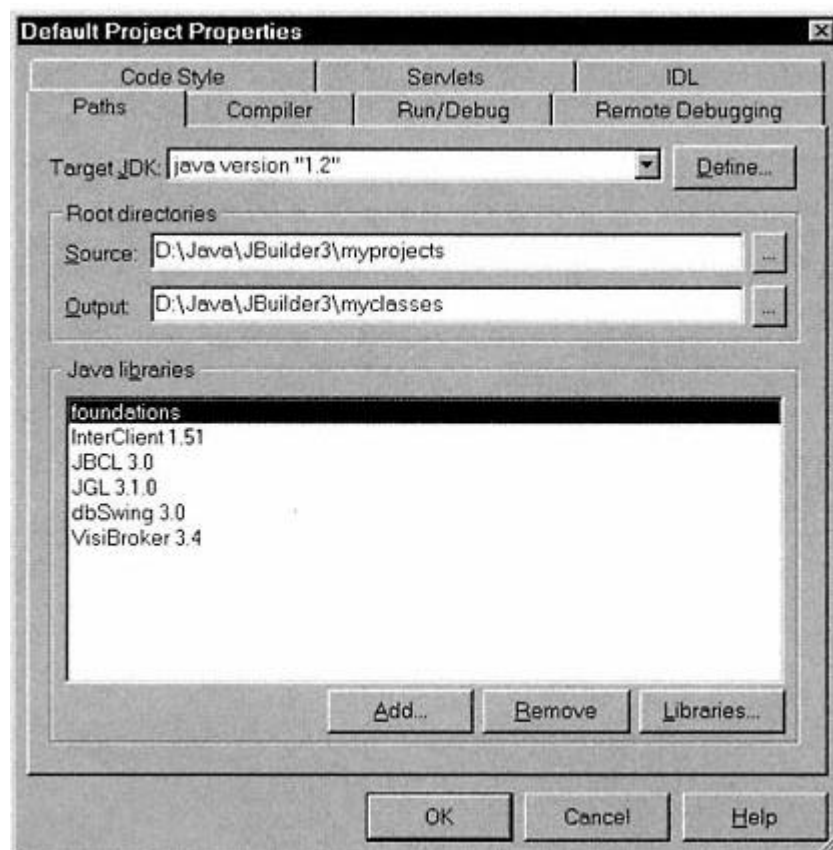 Default Project Properties
Code Style Servlets IDL
Paths Compiler Run/Debug Remote Debugging
Target JDK: java version "1.2" Define...
Root directories
Source: D:\Java\JBuilder3\myprojects ...
Output: D:\Java\JBuilder3\myclasses ...
Java libraries
foundations
InterClient 1.51
JBCL 3.0
JGL 3.1.0
dbSwing 3.0
VisiBroker 3.4
Add... Remove Libraries...
OK Cancel Help